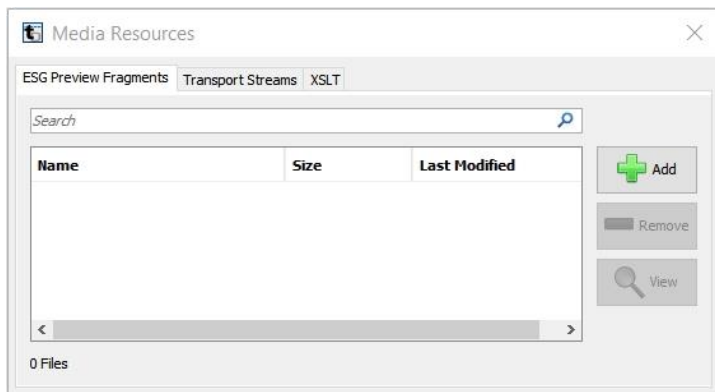 Media Resources
ESG Preview Fragments Transport Streams XSLT
Search
Name Size Last Modified
Add
Remove
View
0 Files